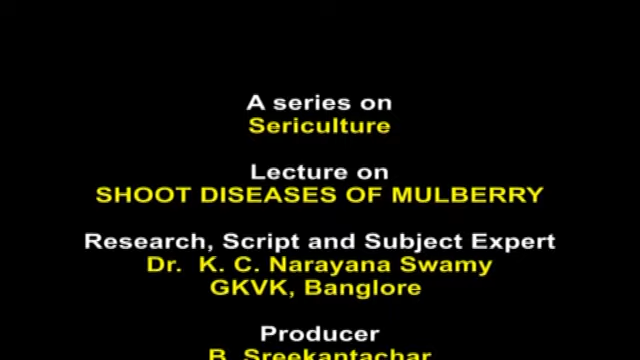 A series on
Sericulture
Lecture on
SHOOT DISEASES OF MULBERRY
Research, Script and Subject Expert
Dr. K. C. Narayana Swamy
GKVK, Banglore
Producer
B. Sreekantachar